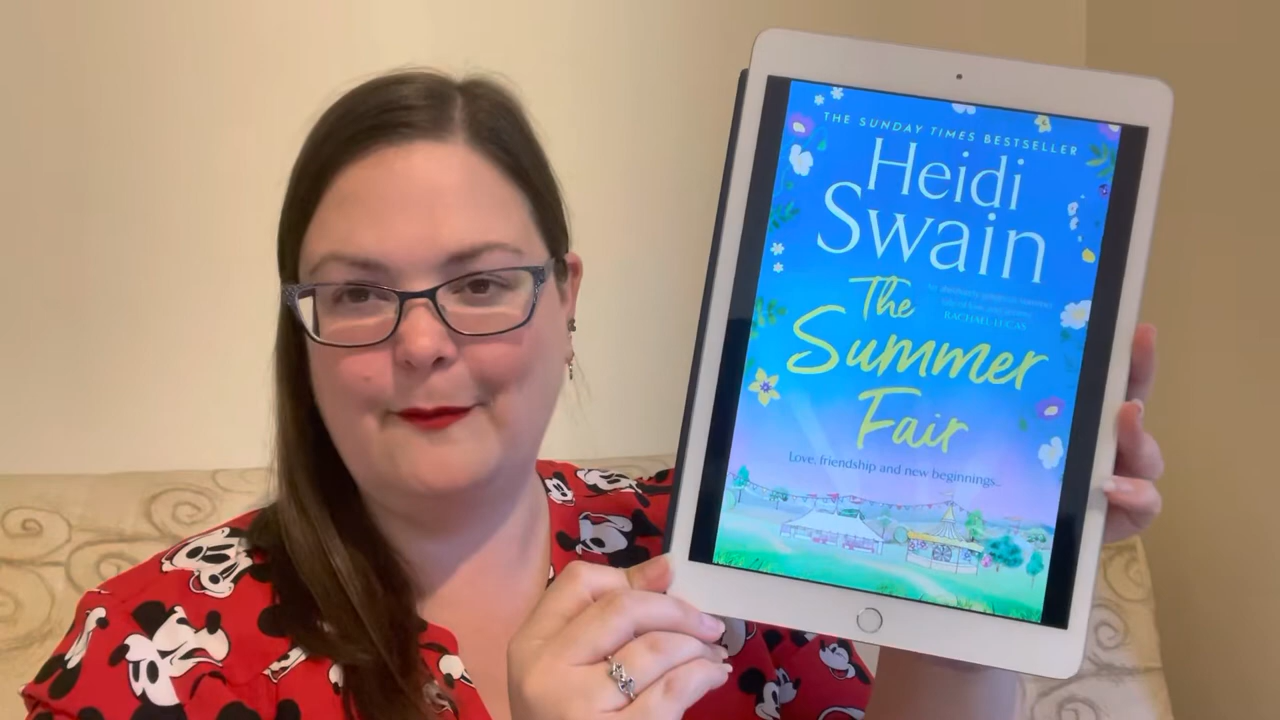 THE SUNDAY TIMES BESTSELLER
Heidi
Swain
The
RACHAEL LUCAS
Summer
Fair
Love, friendship and new beginnings...